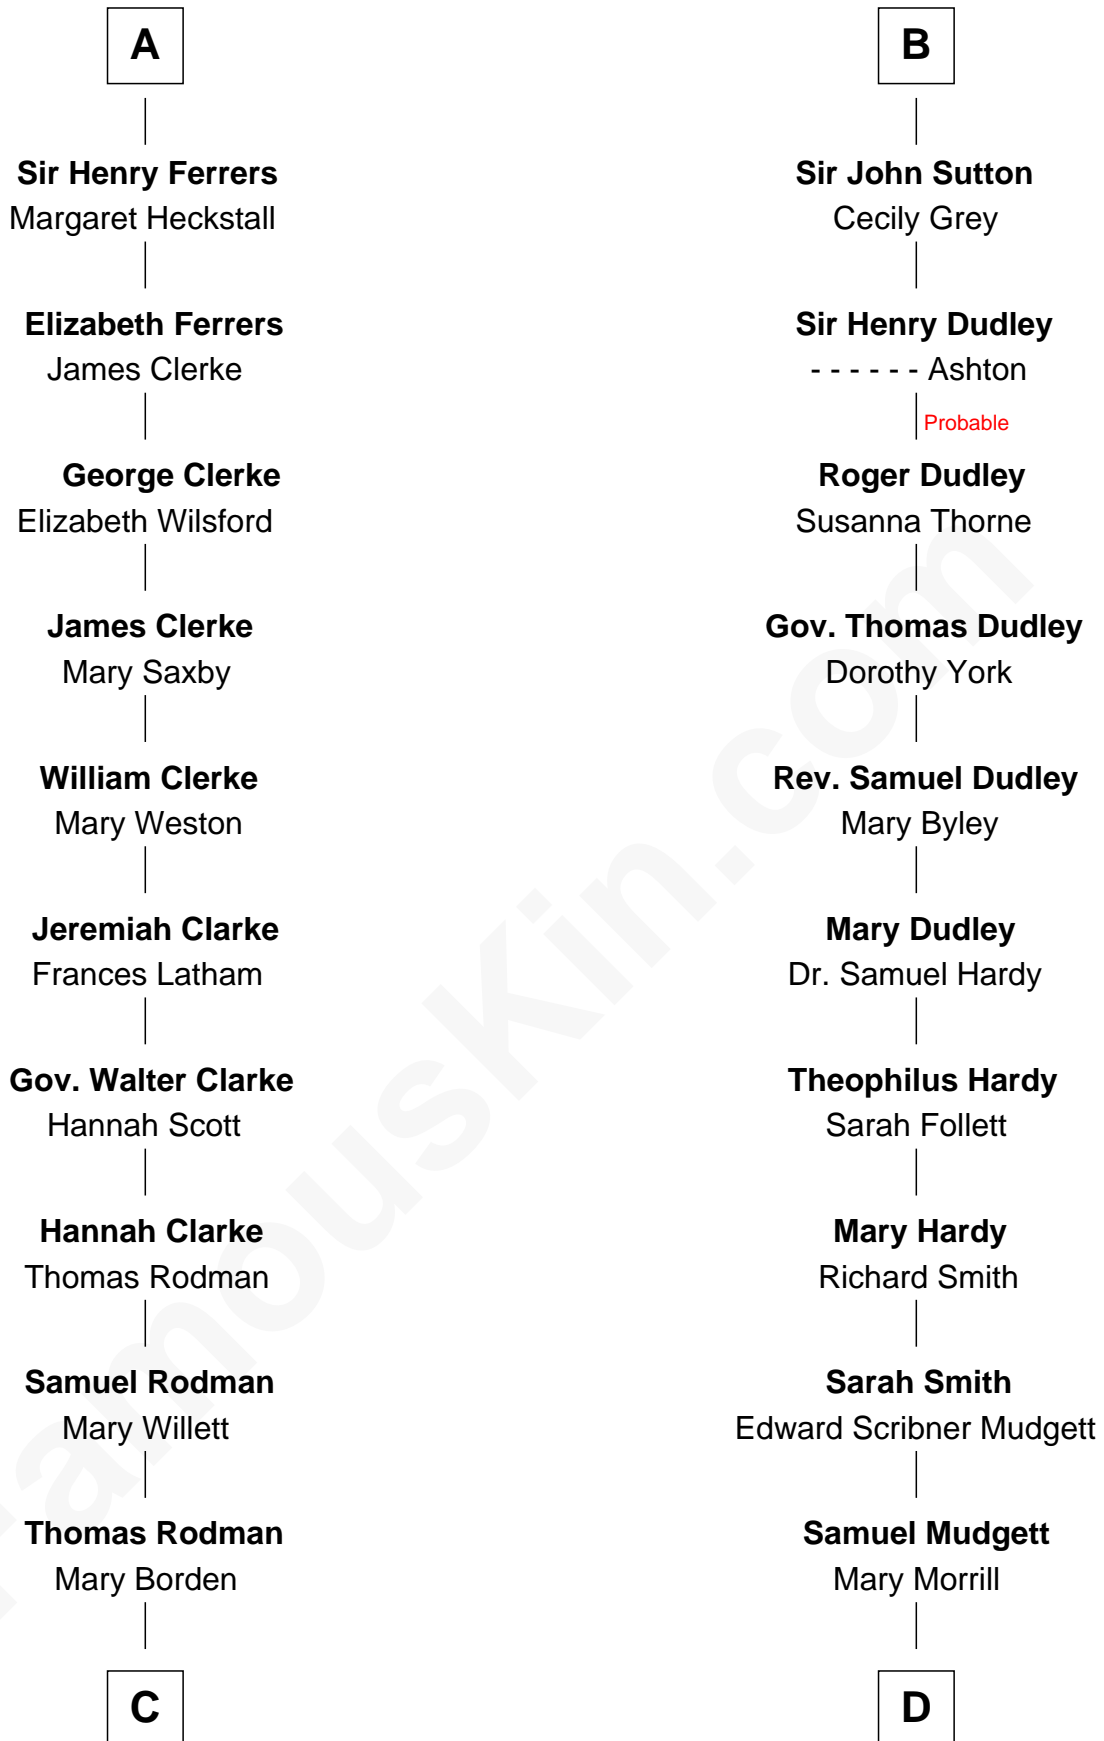 A
Sir Henry Ferrers
Margaret Heckstall
Elizabeth Ferrers
James Clerke
George Clerke
Elizabeth Wilsford
James Clerke
Mary Saxby
William Clerke
Mary Weston
Jeremiah Clarke
Frances Latham
Gov. Walter Clarke
Hannah Scott
Hannah Clarke
Thomas Rodman
Samuel Rodman
Mary Willett
Thomas Rodman
Mary Borden
C
B
Sir John Sutton
Cecily Grey
Sir Henry Dudley
- - - - - - Ashton
Probable
Roger Dudley
Susanna Thorne
Gov. Thomas Dudley
Dorothy York
Rev. Samuel Dudley
Mary Byley
Mary Dudley
Dr. Samuel Hardy
Theophilus Hardy
Sarah Follett
Mary Hardy
Richard Smith
Sarah Smith
Edward Scribner Mudgett
Samuel Mudgett
Mary Morrill
D
FamousKin.com